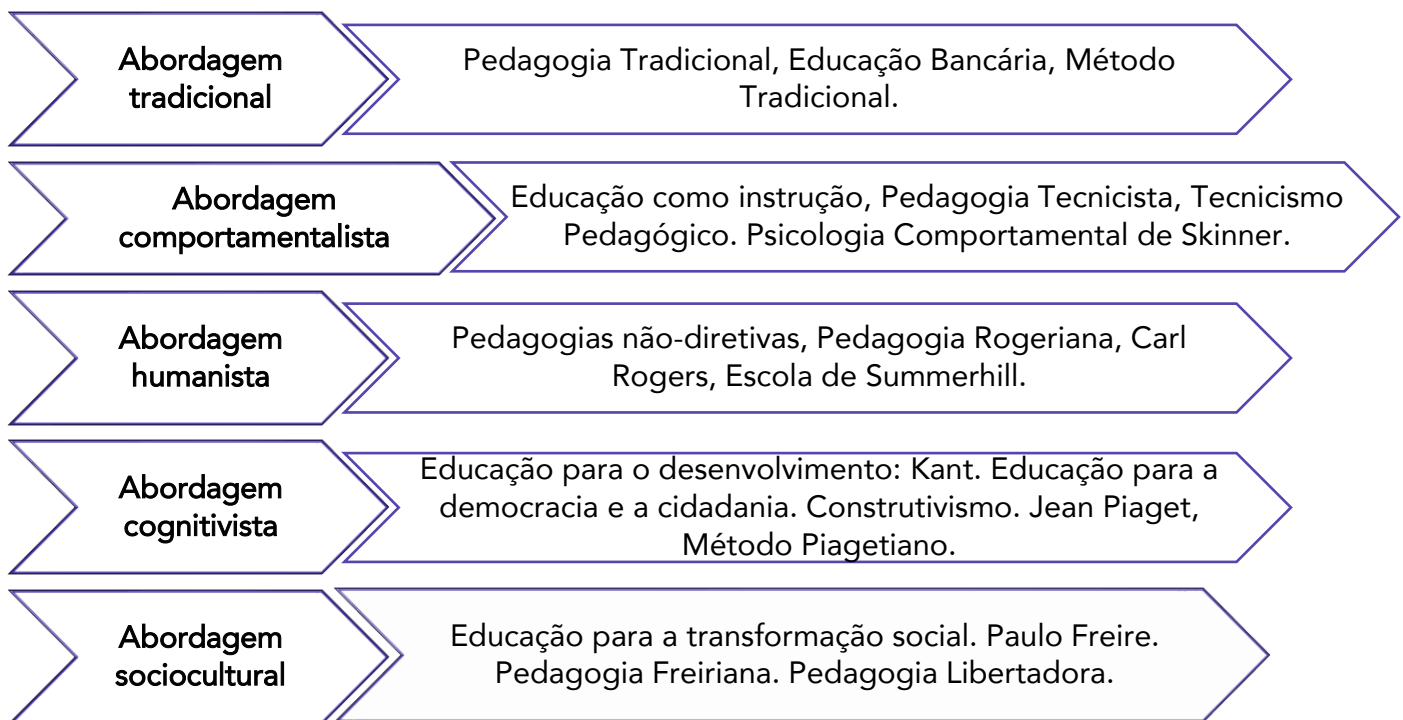 Abordagem
tradicional
Pedagogia Tradicional, Educação Bancária, Método
Tradicional.
Abordagem
comportamentalista
Educação como instrução, Pedagogia Tecnicista, Tecnicismo
Pedagógico. Psicologia Comportamental de Skinner.
Abordagem
humanista
Pedagogias não-diretivas, Pedagogia Rogeriana, Carl
Rogers, Escola de Summerhill.
Abordagem
cognitivista
Educação para o desenvolvimento: Kant. Educação para a
democracia e a cidadania. Construtivismo. Jean Piaget,
Método Piagetiano.
Abordagem
sociocultural
Educação para a transformação social. Paulo Freire.
Pedagogia Freiriana. Pedagogia Libertadora.